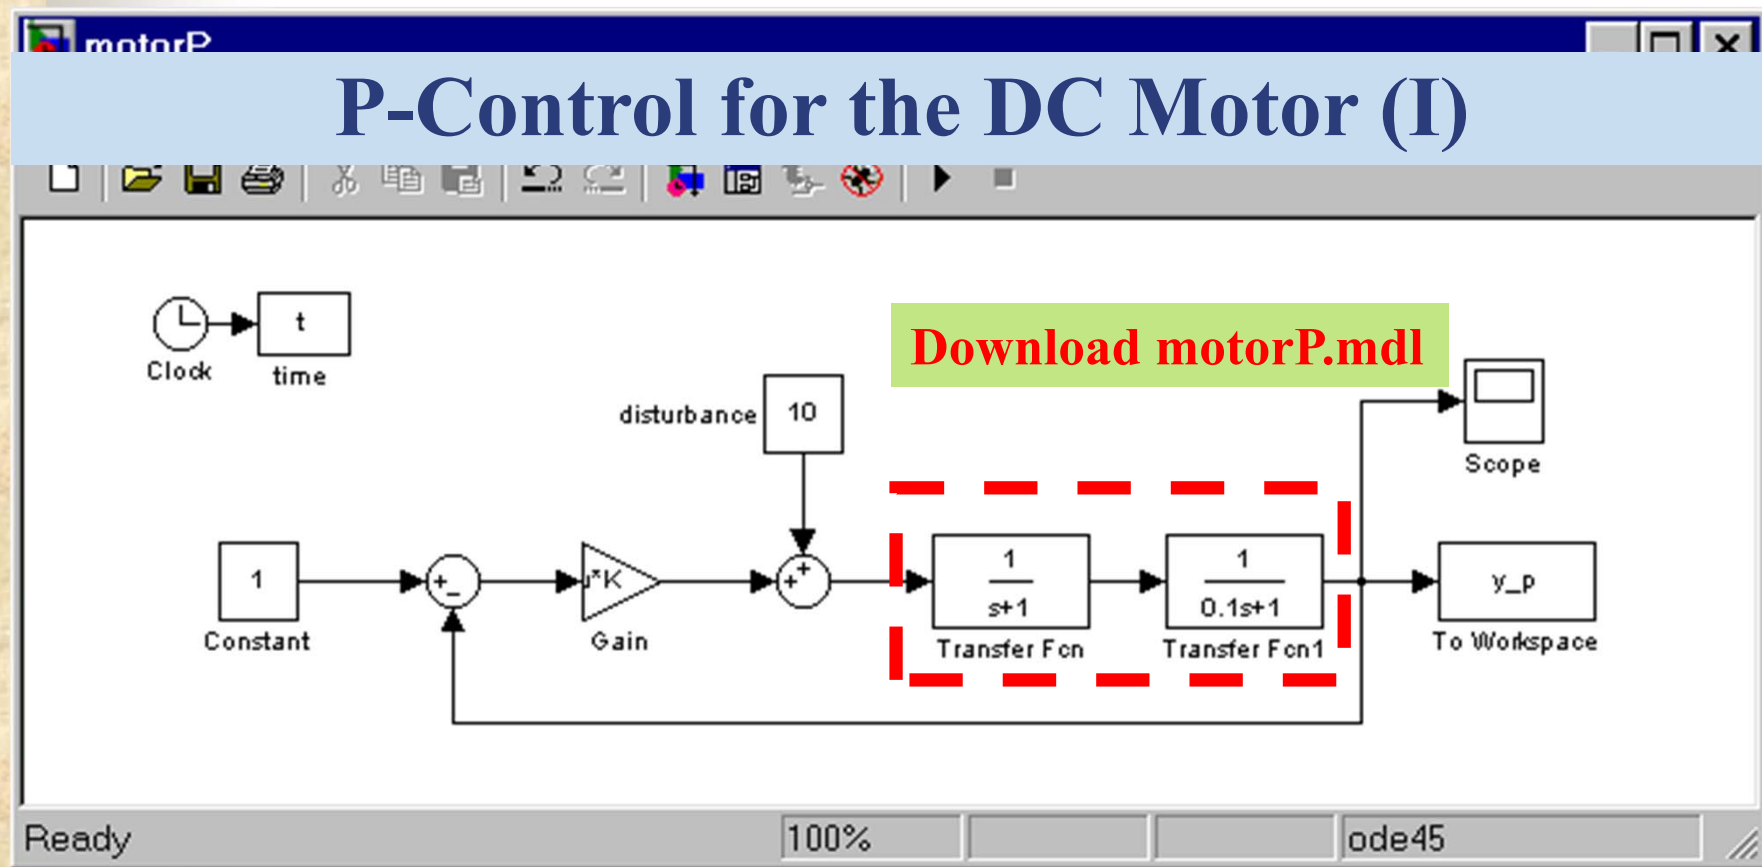 motorP
P-Control for the DC Motor (I)
t
Clock
time
Download motorP.mdl
disturbance
10
Scope
1
+
-
*K
+
+
1
s+1
1
0.1s+1
y_p
Constant
Gain
Transfer Fcn
Transfer Fcn1
To Workspace
Ready
100%
ode45